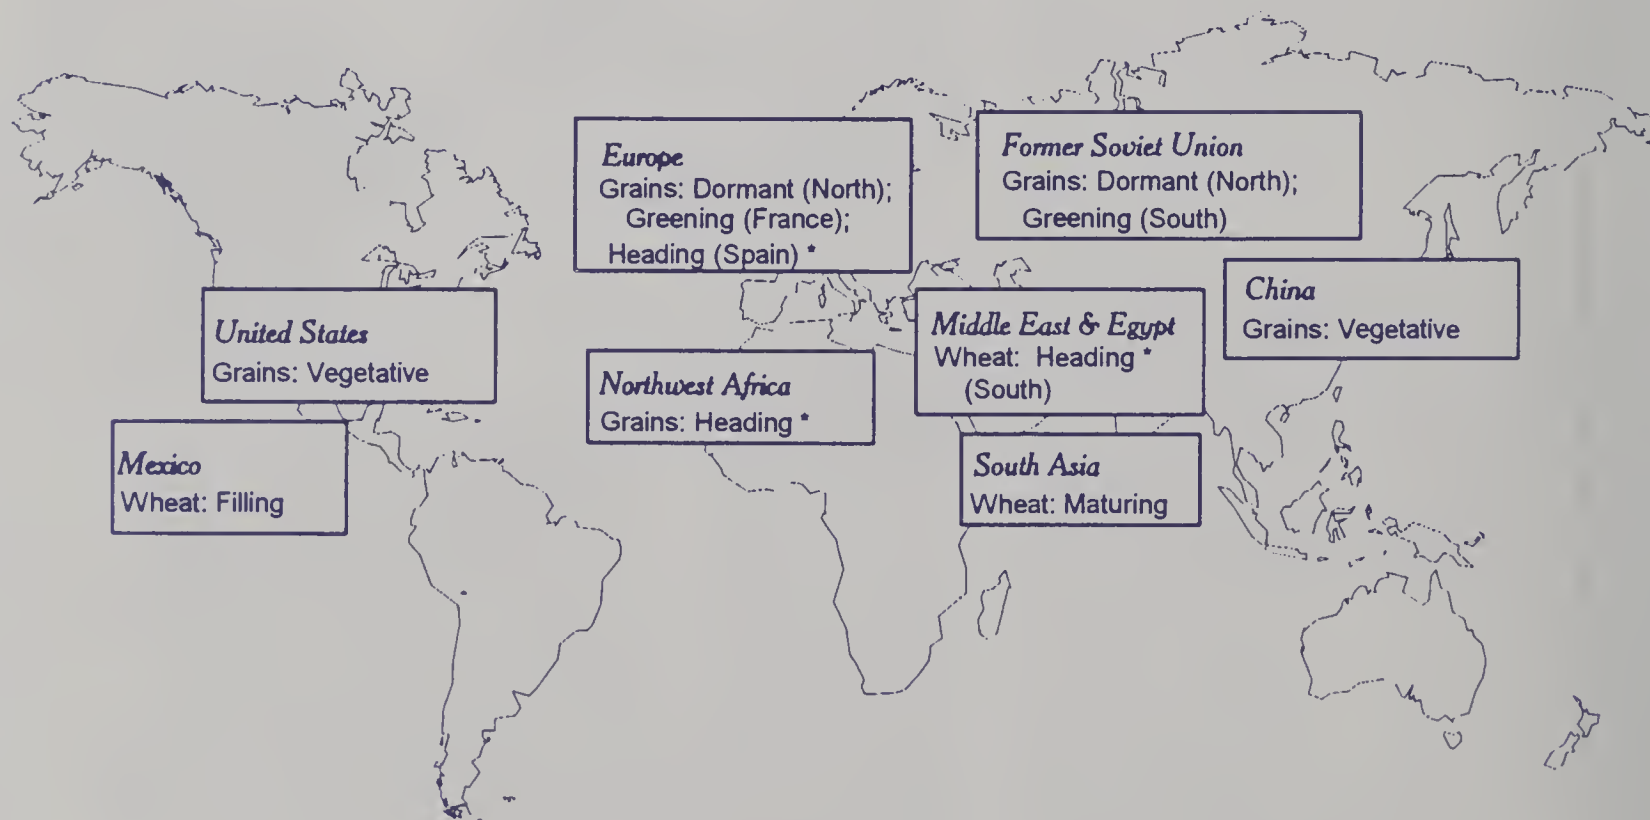 Europe
Grains: Dormant (North);
Greening (France);
Heading (Spain) *
Former Soviet Union
Grains: Dormant (North);
Greening (South)
United States
Grains: Vegetative
Northwest Africa
Grains: Heading *
Middle East & Egypt
Wheat: Heading *
(South)
China
Grains: Vegetative
Mexico
Wheat: Filling
South Asia
Wheat: Maturing